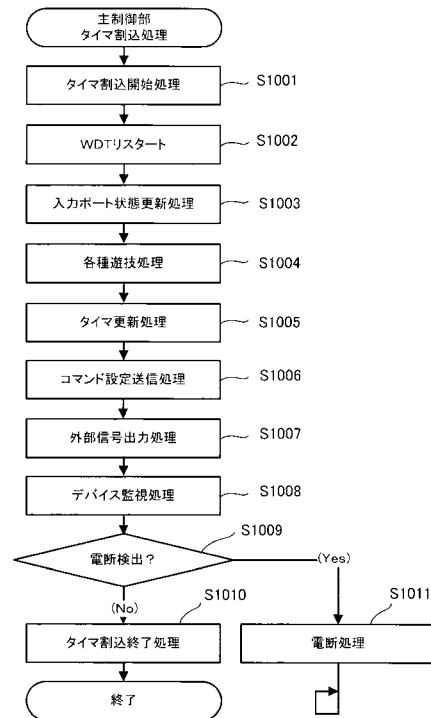 主制御部
タイマ割込処理
タイマ割込開始処理
S1001
WDTリスタート
S1002
入力ポート状態更新処理
S1003
各種遊技処理
S1004
タイマ更新処理
S1005
コマンド設定送信処理
S1006
外部信号出力処理
S1007
デバイス監視処理
S1008
電断検出?
S1009
(Yes)
(No)
S1010
S1011
タイマ割込終了処理
電断処理
終了